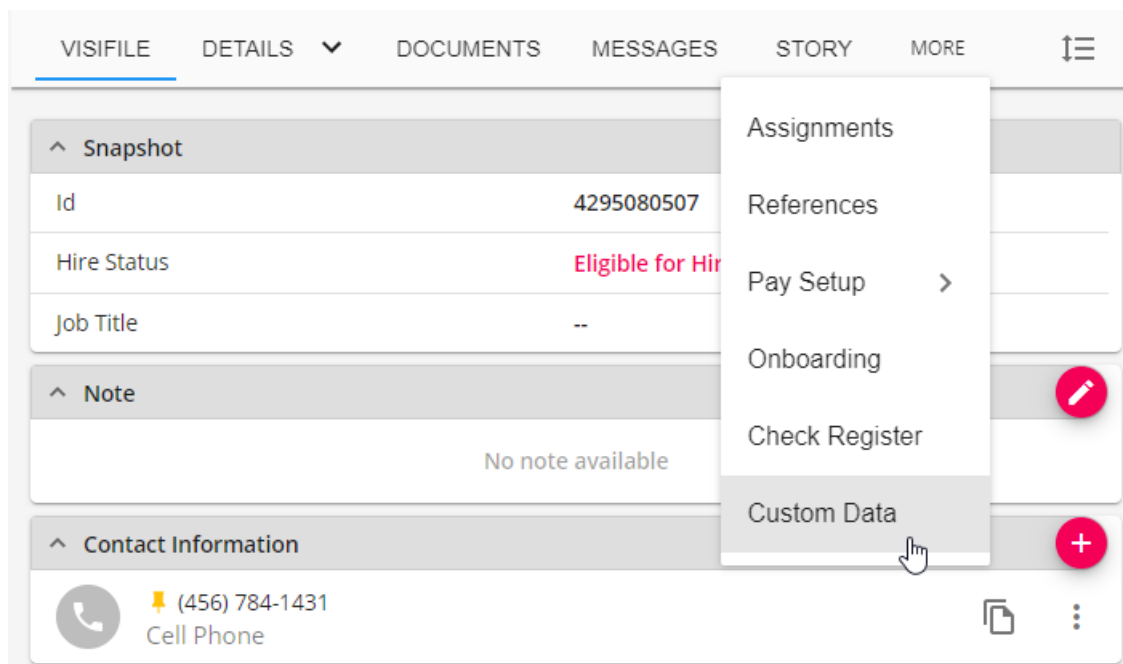 VISIFILE DETAILS DOCUMENTS MESSAGES STORY MORE
Assignments
References
Pay Setup
Onboarding
Check Register
Custom Data
Snapshot
Id 4295080507
Hire Status Eligible for Hir
Job Title --
Note
No note available
Contact Information
(456) 784-1431
Cell Phone